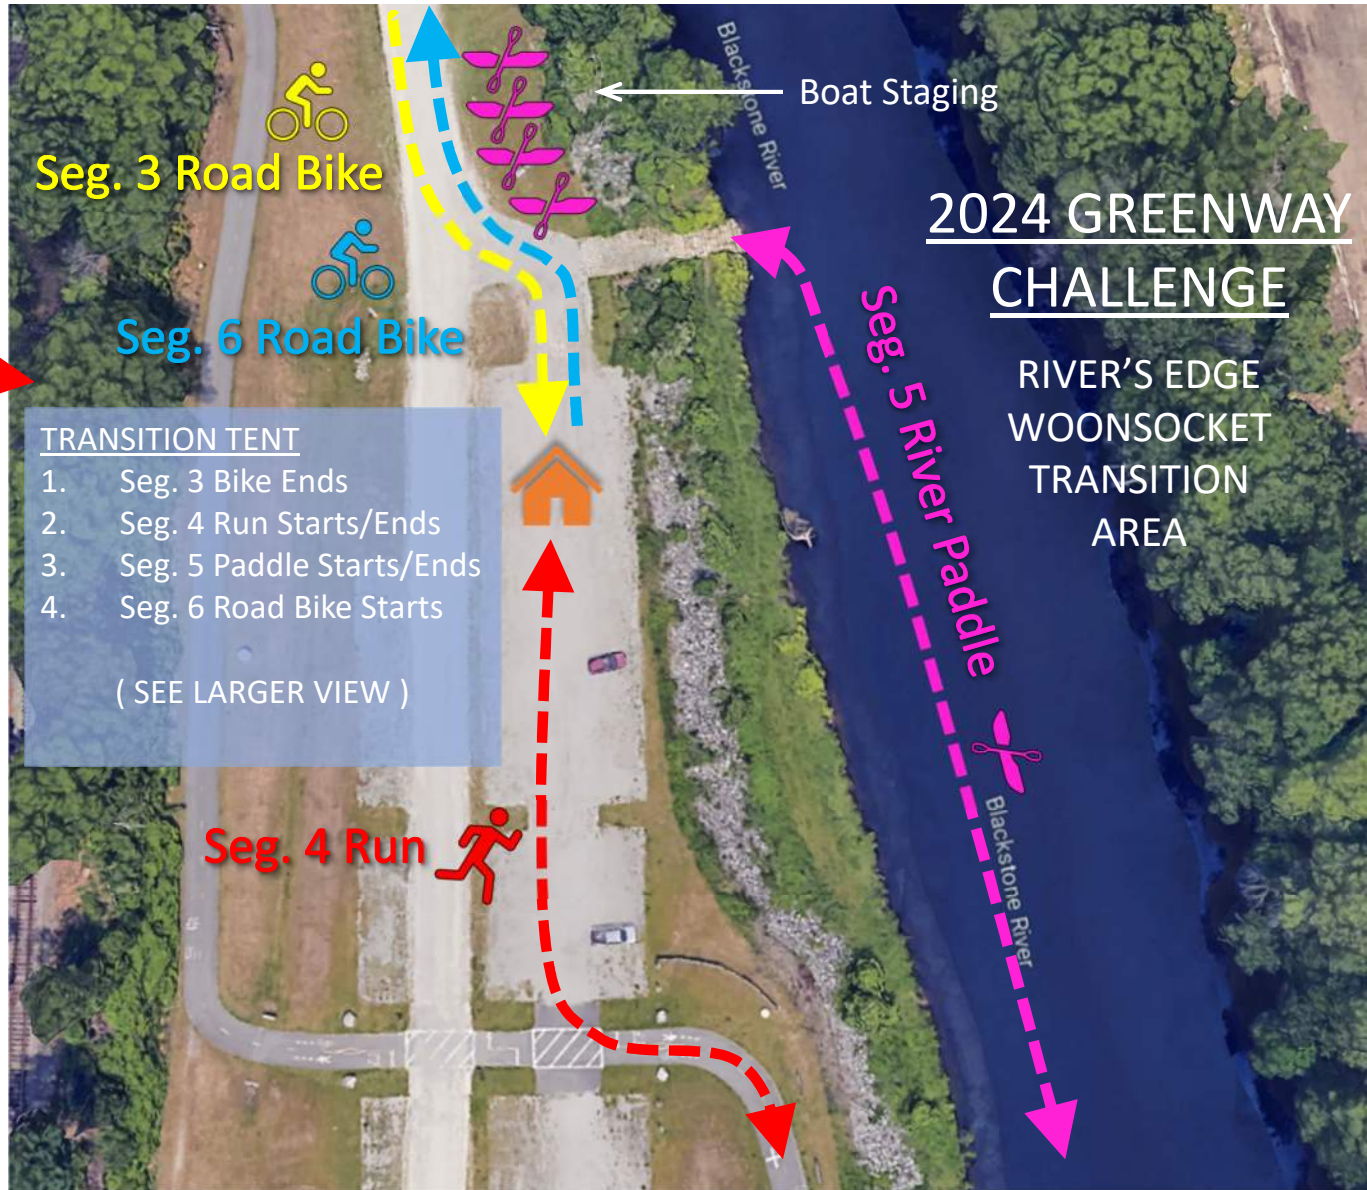 Blackstone River
Boat Staging
Seg. 3 Road Bike
2024 GREENWAY
CHALLENGE
Seg. 6 Road Bike
Seg. 5 River Paddle
RIVER'S EDGE
WOONSOCKET
TRANSITION
AREA
TRANSITION TENT
1. Seg. 3 Bike Ends
2. Seg. 4 Run Starts/Ends
3. Seg. 5 Paddle Starts/Ends
4. Seg. 6 Road Bike Starts
( SEE LARGER VIEW )
Seg. 4 Run
Blackstone River